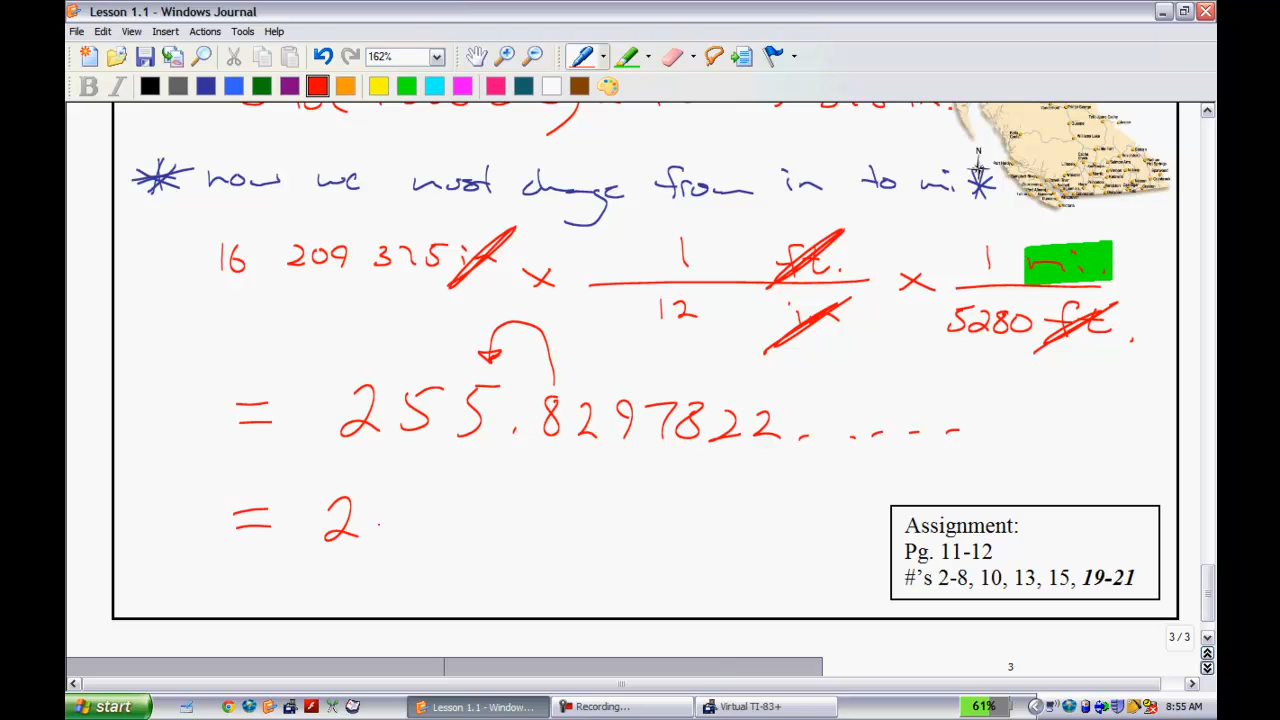 Lesson 1.1 - Windows Journal
File Edit View Insert Actions Tools Help
162%
B I
* now we must change from in to mi *
16 209 375 in × 1 ft. / 12 in × 1 mi. / 5280 ft.
= 255.8297822.....
= 2
Assignment:
Pg. 11-12
#'s 2-8, 10, 13, 15, 19-21
3 / 3
3
start Lesson 1.1 - Window... Recording... Virtual TI-83+ 61% 8:55 AM